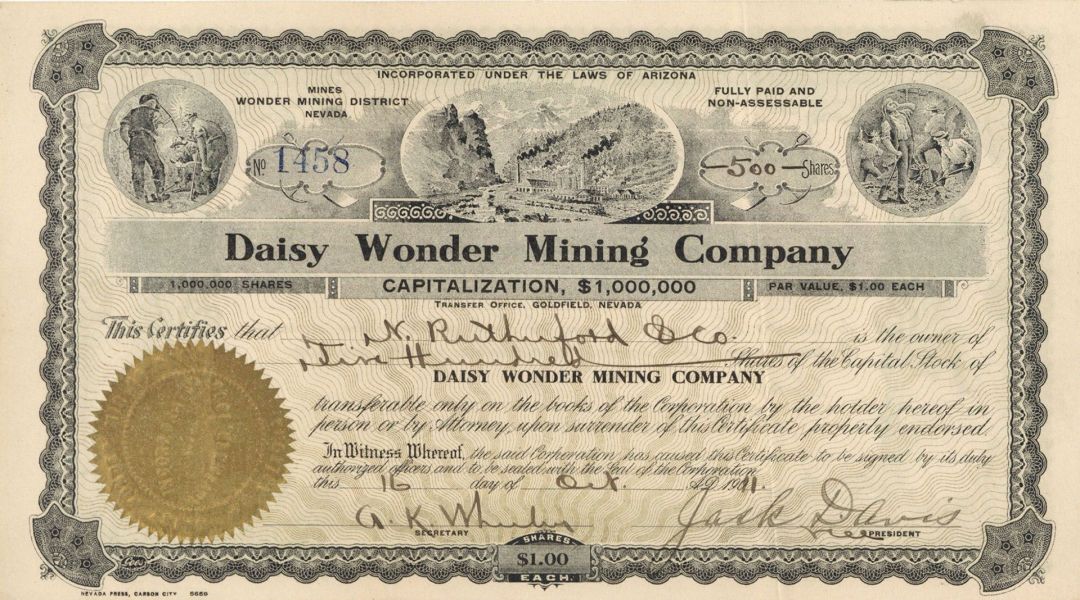 INCORPORATED UNDER THE LAWS OF ARIZONA
MINES
WONDER MINING DISTRICT
NEVADA
FULLY PAID AND
NON-ASSESSABLE
No 1458
500 Shares
Daisy Wonder Mining Company
1,000,000 SHARES
CAPITALIZATION, $1,000,000
PAR VALUE, $1.00 EACH
TRANSFER OFFICE, GOLDFIELD, NEVADA
This Certifies that N. Rutherford & Co. is the owner of
Five Hundred Shares of the Capital Stock of
DAISY WONDER MINING COMPANY
transferable only on the books of the Corporation by the holder hereof in
person or by Attorney, upon surrender of this Certificate properly endorsed.
In Witness Whereof, the said Corporation has caused this Certificate to be signed by its duly
authorized officers and to be sealed with the Seal of the Corporation
this 16 day of Oct. A.D. 1911.
A. K. Wheeler
Jack Davis
SECRETARY
PRESIDENT
SHARES
$1.00
EACH.
NEVADA PRESS, CARSON CITY 5659